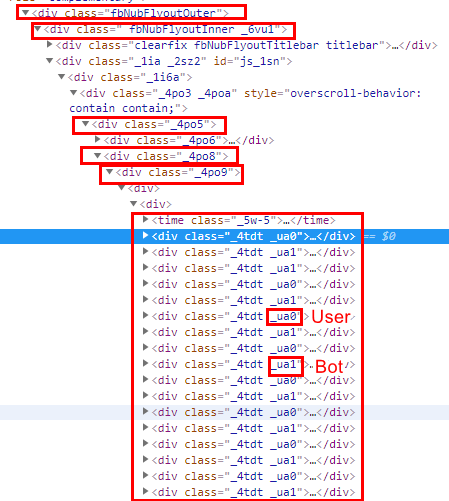 <div class="fbNubFlyoutOuter">
<div class=" fbNubFlyoutInner _6vu1">
<div class="clearfix fbNubFlyoutTitlebar titlebar">…</div>
<div class="_1ia _2sz2" id="js_1sn">
<div class="_1i6a">
<div class="_4po3 _4poa" style="overscroll-behavior:
contain contain;">
<div class="_4po5">
<div class="_4po6">…</div>
<div class="_4po8">
<div class="_4po9">
<div>
<div>
<time class="_5w-5">…</time>
<div class="_4tdt _ua0">…</div> == $0
<div class="_4tdt _ua1">…</div>
<div class="_4tdt _ua1">…</div>
<div class="_4tdt _ua0">…</div>
<div class="_4tdt _ua1">…</div>
<div class="_4tdt _ua0">…</div> User
<div class="_4tdt _ua1">…</div>
<div class="_4tdt _ua0">…</div>
<div class="_4tdt _ua1">…</div> Bot
<div class="_4tdt _ua0">…</div>
<div class="_4tdt _ua1">…</div>
<div class="_4tdt _ua0">…</div>
<div class="_4tdt _ua1">…</div>
<div class="_4tdt _ua0">…</div>
<div class="_4tdt _ua1">…</div>
<div class="_4tdt _ua0">…</div>
<div class="_4tdt _ua1">…</div>